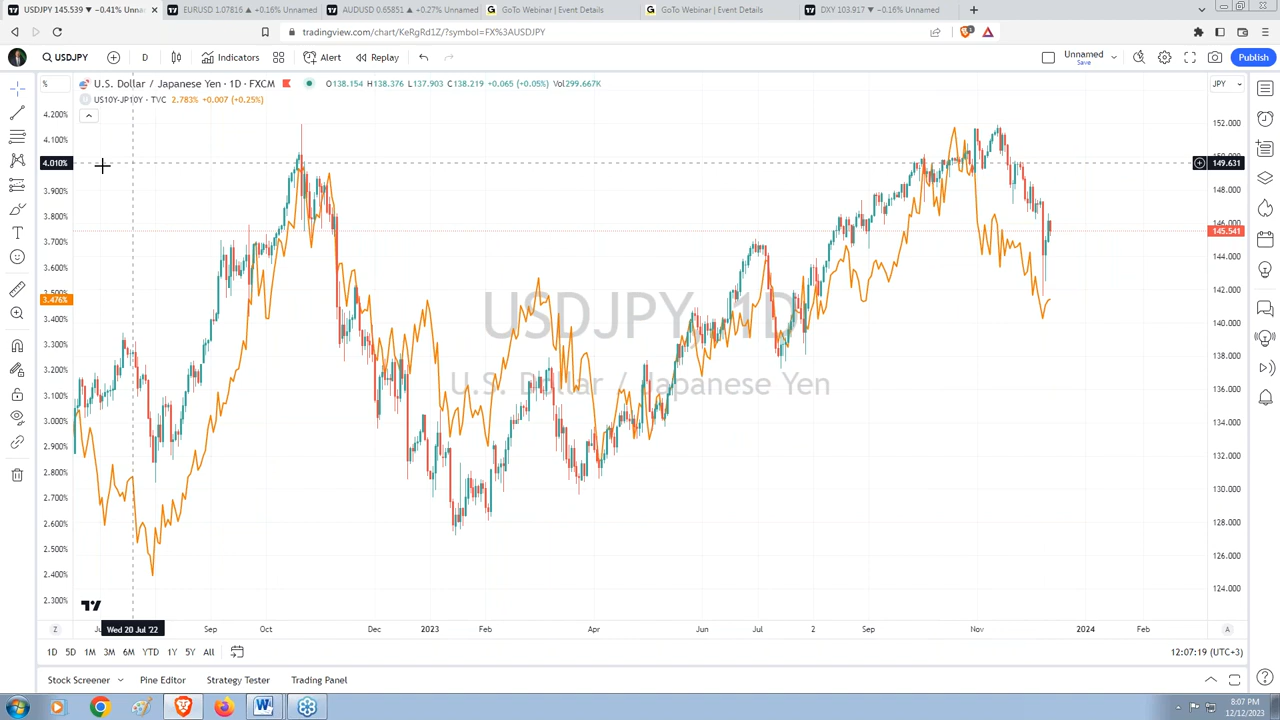 USDJPY 145.539 ▼ −0.41% Unna
EURUSD 1.07816 ▲ +0.16% Unnamed
AUDUSD 0.65851 ▲ +0.27% Unnamed
GoTo Webinar | Event Details
GoTo Webinar | Event Details
DXY 103.917 ▼ −0.16% Unnamed
tradingview.com/chart/KeRgRd1Z/?symbol=FX%3AUSDJPY
USDJPY D Indicators Alert Replay Unnamed Save Publish
% U.S. Dollar / Japanese Yen · 1D · FXCM O138.154 H138.376 L137.903 C138.219 +0.065 (+0.05%) Vol299.667K JPY
US10Y-JP10Y · TVC 2.783% +0.007 (+0.25%)
4.200%
4.100%
4.010%
3.900%
3.800%
3.700%
3.600%
3.500%
3.476%
3.400%
3.300%
3.200%
3.100%
3.000%
2.900%
2.800%
2.700%
2.600%
2.500%
2.400%
2.300%
USDJPY, 1D
U.S. Dollar / Japanese Yen
152.000
149.631
148.000
146.000
145.541
144.000
142.000
140.000
138.000
136.000
134.000
132.000
130.000
128.000
126.000
124.000
Z Wed 20 Jul '22 Sep Oct Dec 2023 Feb Apr Jun Jul 2 Sep Nov 2024 Feb A
1D 5D 1M 3M 6M YTD 1Y 5Y All 12:07:19 (UTC+3)
Stock Screener Pine Editor Strategy Tester Trading Panel
8:07 PM
12/12/2023